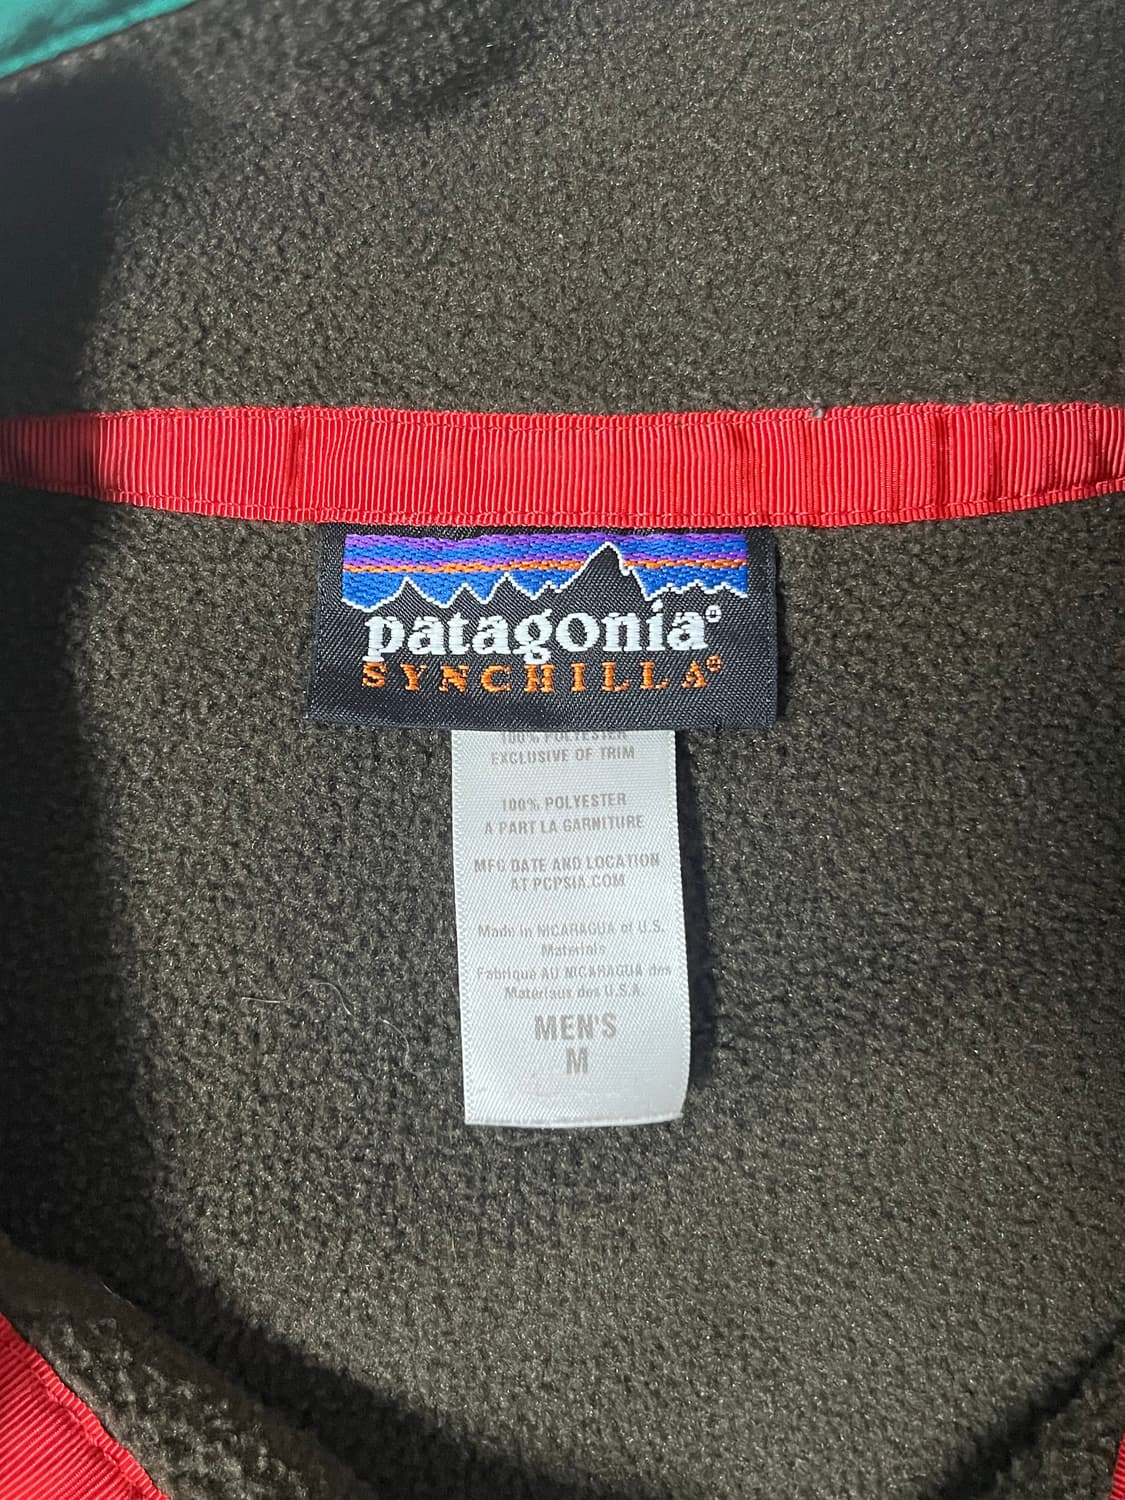 patagonia®
SYNCHILLA®
100% POLYESTER
EXCLUSIVE OF TRIM
100% POLYESTER
A PART LA GARNITURE
MFG DATE AND LOCATION
AT PCPSIA.COM
Made in NICARAGUA of U.S.
Materials
Fabriqué AU NICARAGUA des
Matériaux des U.S.A.
MEN'S
M